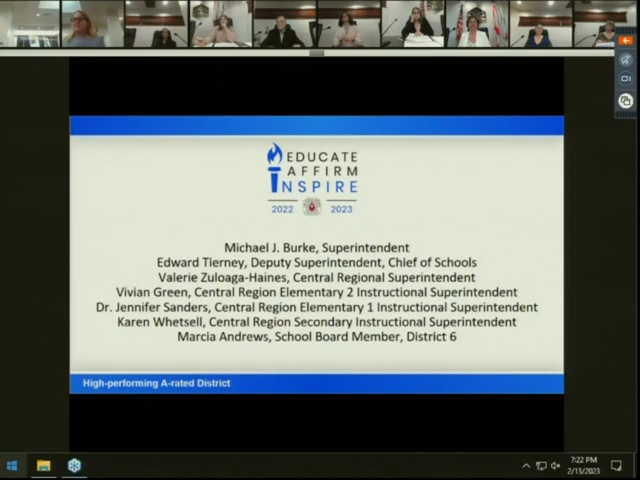 EDUCATE
AFFIRM
INSPIRE
2022 2023
Michael J. Burke, Superintendent
Edward Tierney, Deputy Superintendent, Chief of Schools
Valerie Zuloaga-Haines, Central Regional Superintendent
Vivian Green, Central Region Elementary 2 Instructional Superintendent
Dr. Jennifer Sanders, Central Region Elementary 1 Instructional Superintendent
Karen Whetsell, Central Region Secondary Instructional Superintendent
Marcia Andrews, School Board Member, District 6
High-performing A-rated District
7:22 PM
2/13/2023